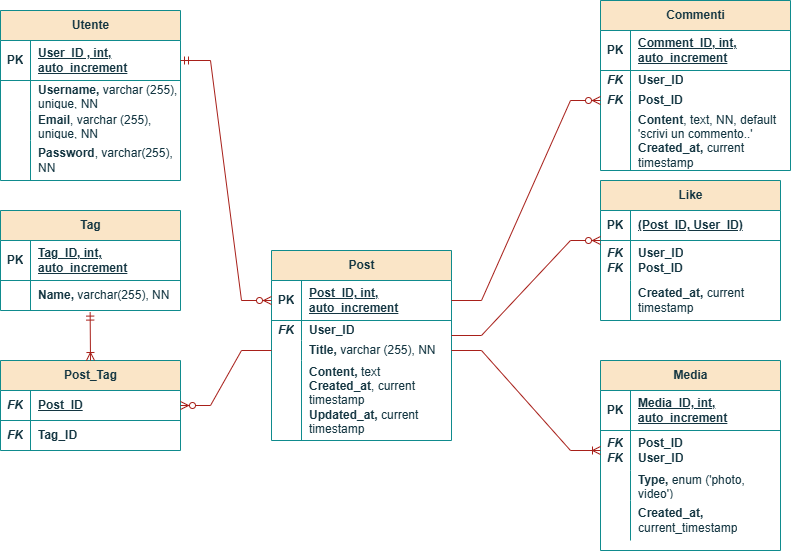 Utente
PK
User_ID , int,
auto_increment
Username, varchar (255),
unique, NN
Email, varchar (255),
unique, NN
Password, varchar(255),
NN
Tag
PK
Tag_ID, int,
auto_increment
Name, varchar(255), NN
Post_Tag
FK
Post_ID
FK
Tag_ID
Post
PK
Post_ID, int,
auto_increment
FK
User_ID
Title, varchar (255), NN
Content, text
Created_at, current
timestamp
Updated_at, current
timestamp
Commenti
PK
Comment_ID, int,
auto_increment
FK
User_ID
FK
Post_ID
Content, text, NN, default
'scrivi un commento..'
Created_at, current
timestamp
Like
PK
(Post_ID, User_ID)
FK
User_ID
FK
Post_ID
Created_at, current
timestamp
Media
PK
Media_ID, int,
auto_increment
FK
Post_ID
FK
User_ID
Type, enum ('photo,
video')
Created_at,
current_timestamp